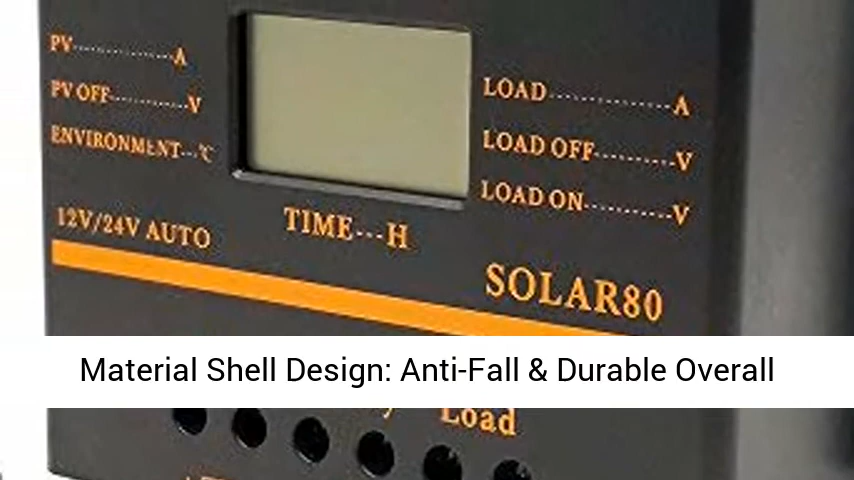 PV---------------A
PV OFF------------V
ENVIRONMENT---℃
12V/24V AUTO
TIME---H
LOAD---------------A
LOAD OFF----------V
LOAD ON-----------V
SOLAR80
Material Shell Design: Anti-Fall & Durable Overall
Load